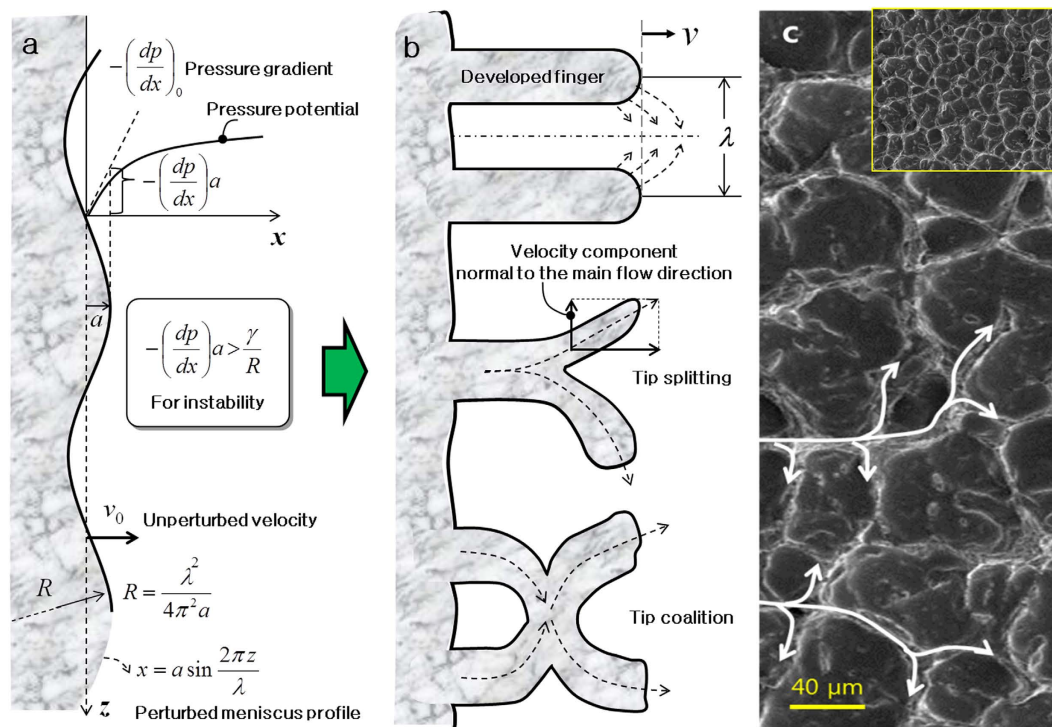 a
−(dp/dx)₀ Pressure gradient
Pressure potential
−(dp/dx)a
x
a
−(dp/dx)a > γ/R
For instability
v₀ Unperturbed velocity
R
R = λ²/4π²a
x = a sin 2πz/λ
z Perturbed meniscus profile
b
v
Developed finger
λ
Velocity component
normal to the main flow direction
Tip splitting
Tip coalition
c
40 μm